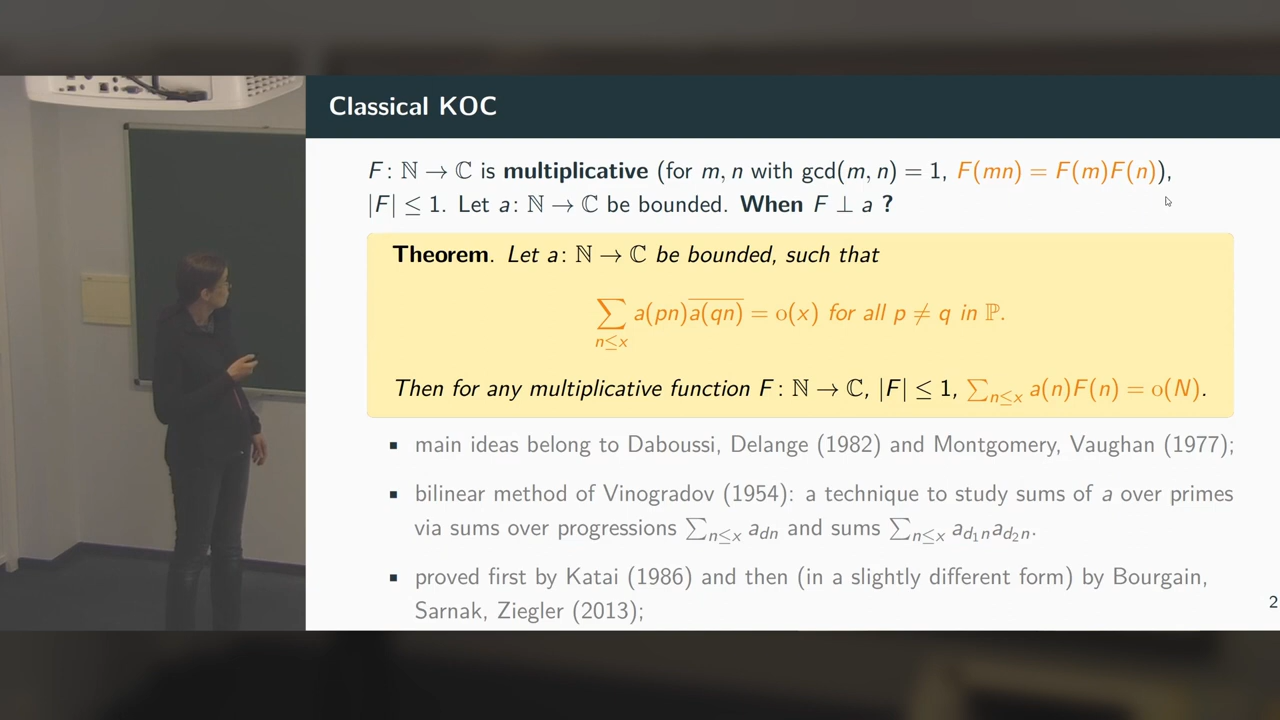 Classical KOC
F: ℕ → ℂ is multiplicative (for m, n with gcd(m, n) = 1, F(mn) = F(m)F(n)),
|F| ≤ 1. Let a: ℕ → ℂ be bounded. When F ⊥ a ?
Theorem. Let a: ℕ → ℂ be bounded, such that
∑_{n≤x} a(pn)\overline{a(qn)} = o(x) for all p ≠ q in ℙ.
Then for any multiplicative function F: ℕ → ℂ, |F| ≤ 1, ∑_{n≤x} a(n)F(n) = o(N).
▪ main ideas belong to Daboussi, Delange (1982) and Montgomery, Vaughan (1977);
▪ bilinear method of Vinogradov (1954): a technique to study sums of a over primes
via sums over progressions ∑_{n≤x} a_{dn} and sums ∑_{n≤x} a_{d₁n}a_{d₂n}.
▪ proved first by Katai (1986) and then (in a slightly different form) by Bourgain,
Sarnak, Ziegler (2013);
2